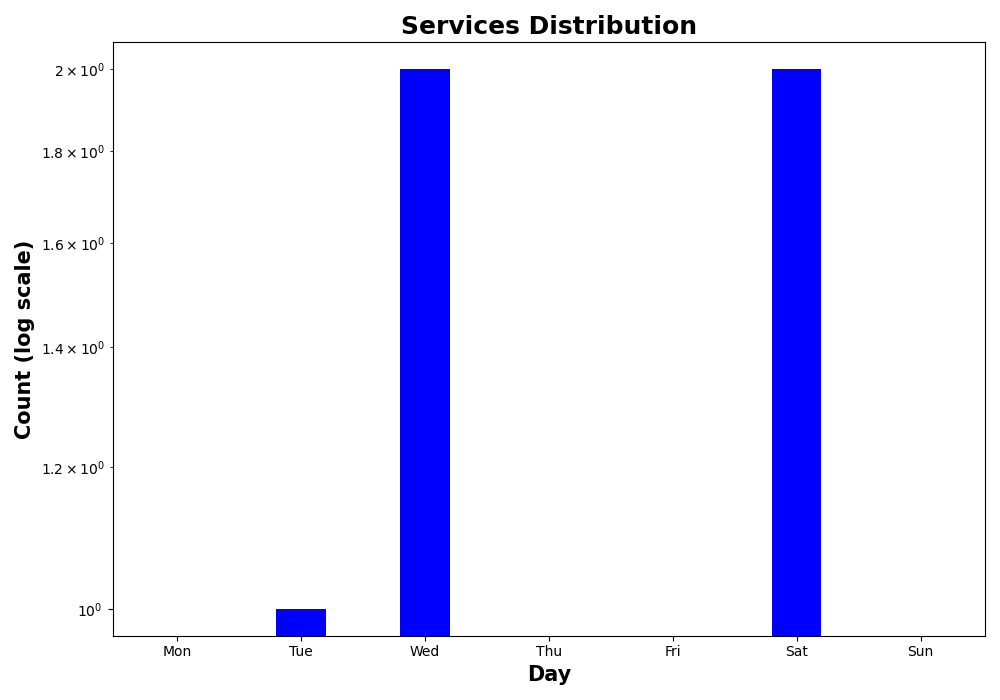 Services Distribution
Count (log scale)
2 × 10⁰
1.8 × 10⁰
1.6 × 10⁰
1.4 × 10⁰
1.2 × 10⁰
10⁰
Mon Tue Wed Thu Fri Sat Sun
Day